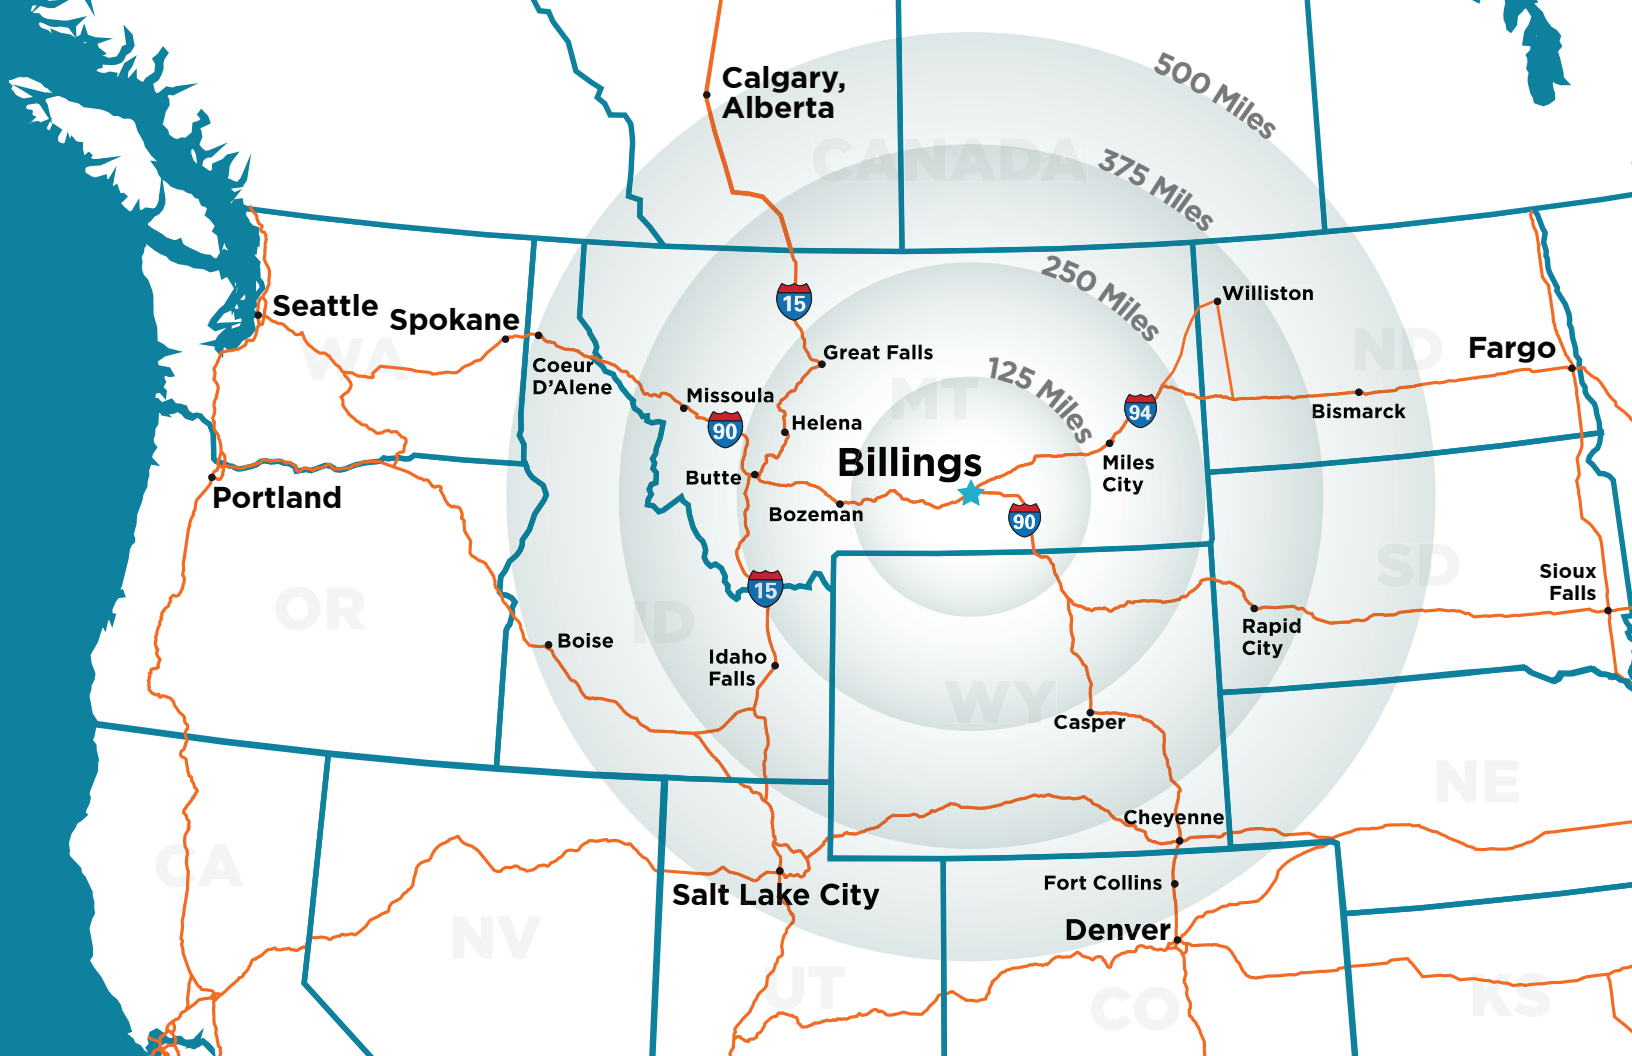 500 Miles
Calgary,
Alberta
CANADA
375 Miles
250 Miles
Williston
15
Seattle
Spokane
WA
ND
Fargo
Great Falls
Coeur
D'Alene
125 Miles
MT
Missoula
94
Bismarck
90
Helena
Billings
Butte
Miles
City
Portland
Bozeman
90
SD
Sioux
Falls
15
OR
ID
Boise
Rapid
City
Idaho
Falls
WY
Casper
NE
Cheyenne
CA
Fort Collins
Salt Lake City
NV
Denver
UT
CO
KS